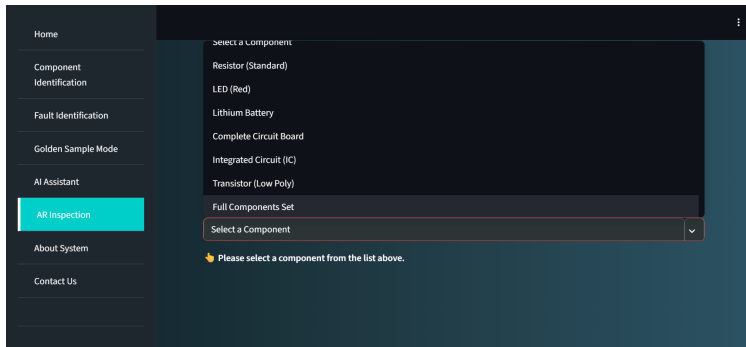 Home
Component
Identification
Fault Identification
Golden Sample Mode
AI Assistant
AR Inspection
About System
Contact Us
Select a Component
Resistor (Standard)
LED (Red)
Lithium Battery
Complete Circuit Board
Integrated Circuit (IC)
Transistor (Low Poly)
Full Components Set
Select a Component
Please select a component from the list above.